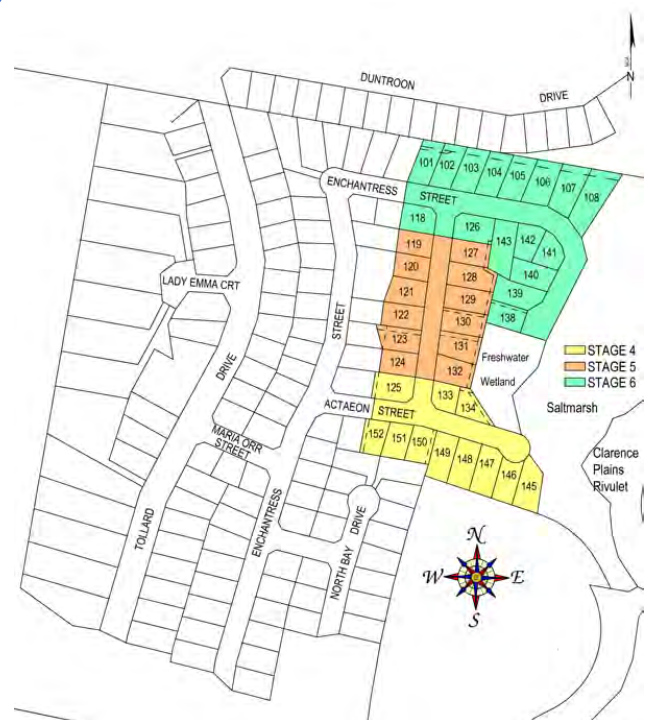 DUNTROON
DRIVE
N
101
102
103
104
105
106
107
108
ENCHANTRESS
STREET
118
126
143
142
141
119
127
120
128
140
121
129
139
122
130
138
123
131
124
132
125
133
134
LADY EMMA CRT
STREET
DRIVE
Freshwater
Wetland
STAGE 4
STAGE 5
STAGE 6
Saltmarsh
ACTAEON
STREET
MARIA ORR
STREET
152
151
150
149
148
147
146
145
Clarence
Plains
Rivulet
TOLLARD
ENCHANTRESS
NORTH BAY
DRIVE
N
W
E
S